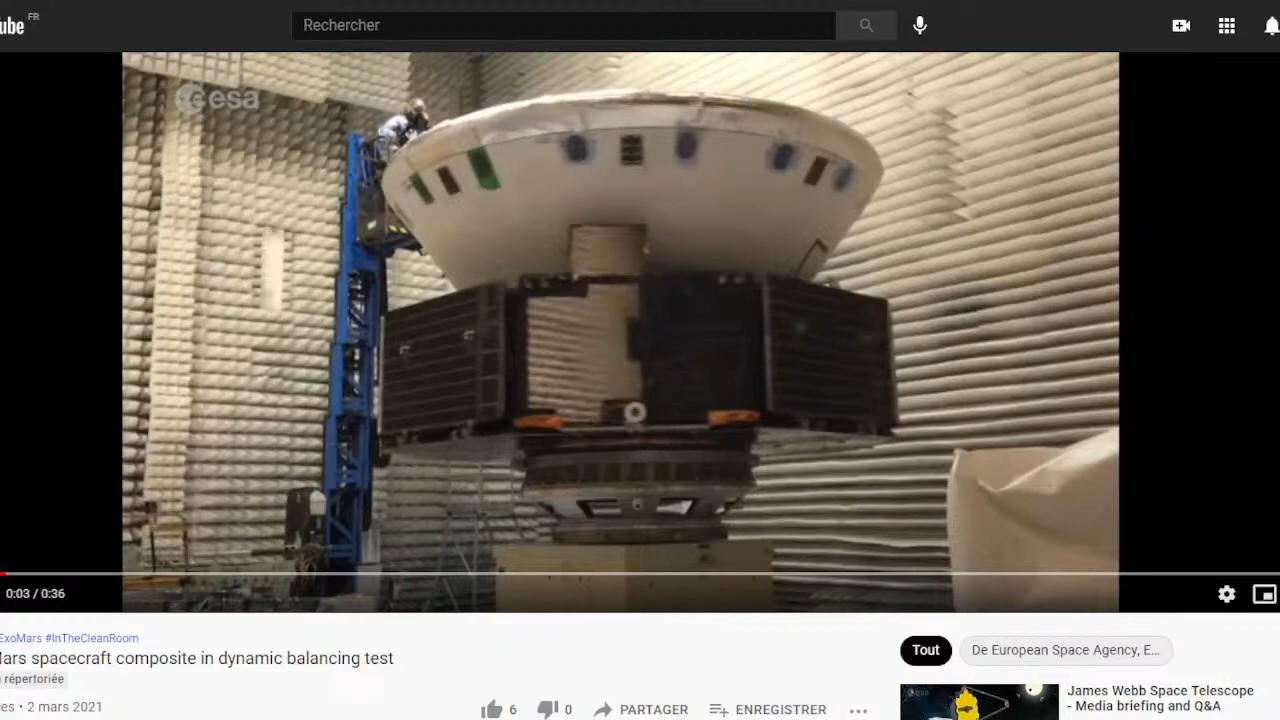 ube FR
Rechercher
esa
0:03 / 0:36
ExoMars #InTheCleanRoom
Mars spacecraft composite in dynamic balancing test
répertoriée
es • 2 mars 2021
6
0
PARTAGER
ENREGISTRER
Tout
De European Space Agency, E...
James Webb Space Telescope
- Media briefing and Q&A